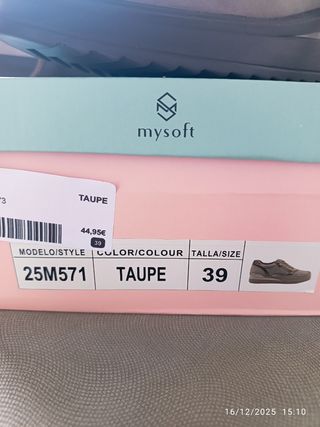 mysoft
73 TAUPE
44,95€
39
MODELO/STYLE COLOR/COLOUR TALLA/SIZE
25M571 TAUPE 39
16/12/2025 15:10